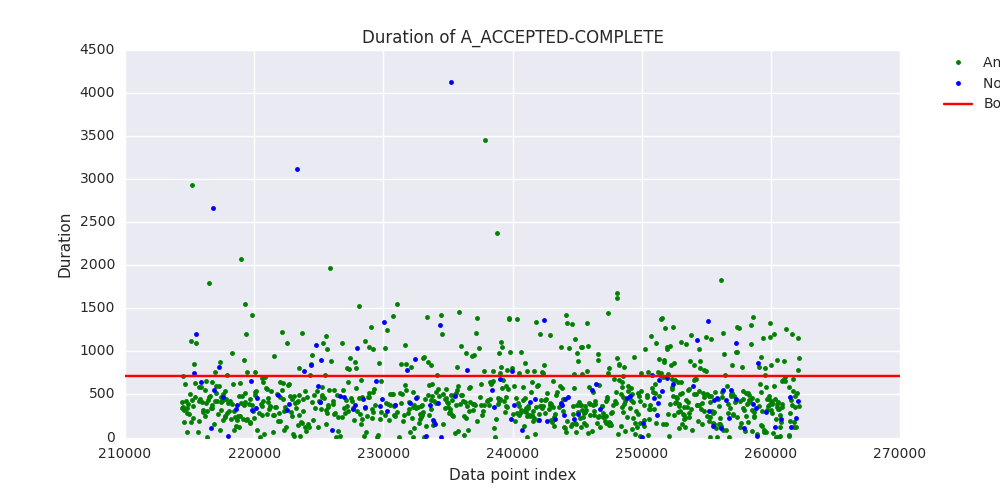 Duration of A_ACCEPTED-COMPLETE
4500
4000
3500
3000
2500
2000
1500
1000
500
0
Duration
210000 220000 230000 240000 250000 260000 270000
Data point index
An
No
Bo